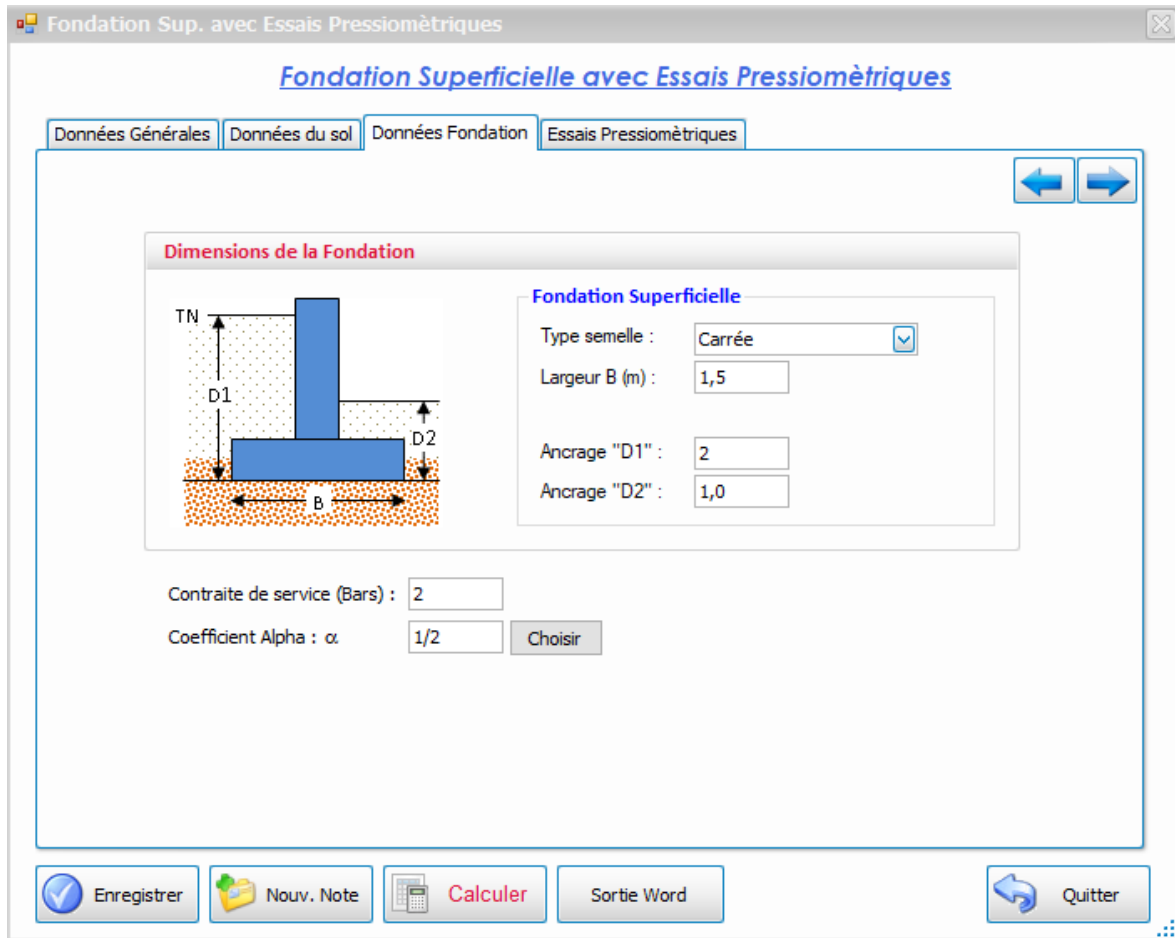 Fondation Sup. avec Essais Pressiomètriques
Fondation Superficielle avec Essais Pressiomètriques
Données Générales Données du sol Données Fondation Essais Pressiomètriques
Dimensions de la Fondation
TN
D1
D2
B
Fondation Superficielle
Type semelle : Carrée
Largeur B (m) : 1,5
Ancrage "D1" : 2
Ancrage "D2" : 1,0
Contraite de service (Bars) : 2
Coefficient Alpha : α 1/2 Choisir
Enregistrer Nouv. Note Calculer Sortie Word Quitter